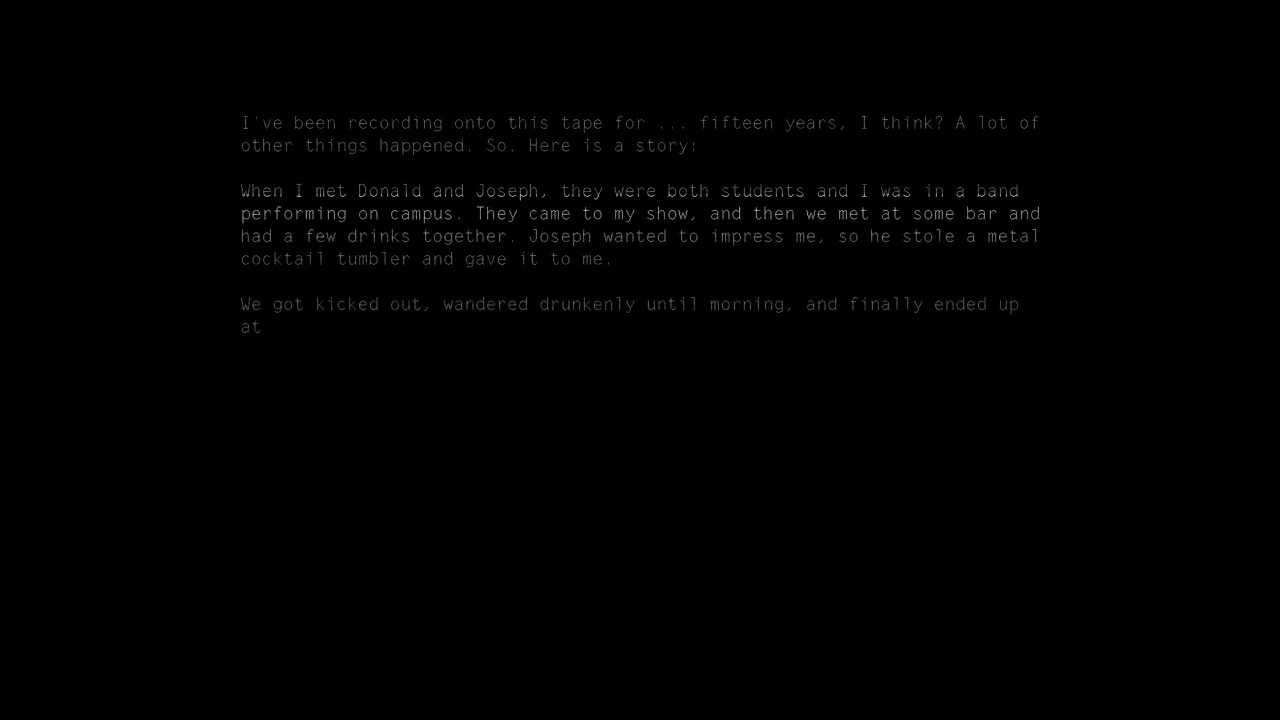 I've been recording onto this tape for ... fifteen years, I think? A lot of
other things happened. So. Here is a story:
When I met Donald and Joseph, they were both students and I was in a band
performing on campus. They came to my show, and then we met at some bar and
had a few drinks together. Joseph wanted to impress me, so he stole a metal
cocktail tumbler and gave it to me.
We got kicked out, wandered drunkenly until morning, and finally ended up
at